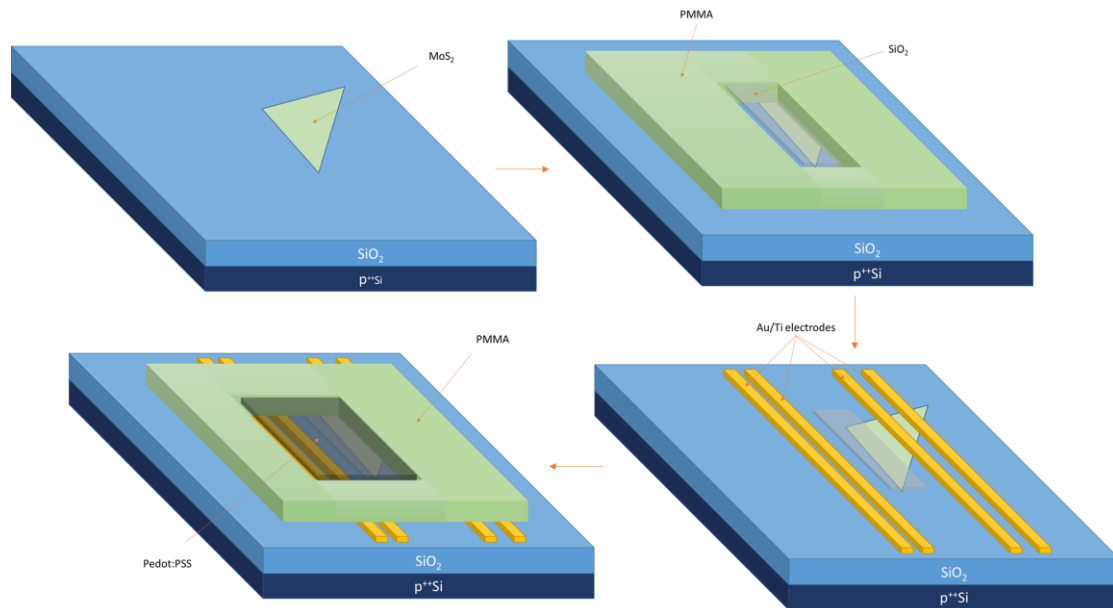 MoS₂
SiO₂
p⁺⁺Si
PMMA
SiO₂
SiO₂
p⁺⁺Si
Au/Ti electrodes
SiO₂
p⁺⁺Si
PMMA
Pedot:PSS
SiO₂
p⁺⁺Si